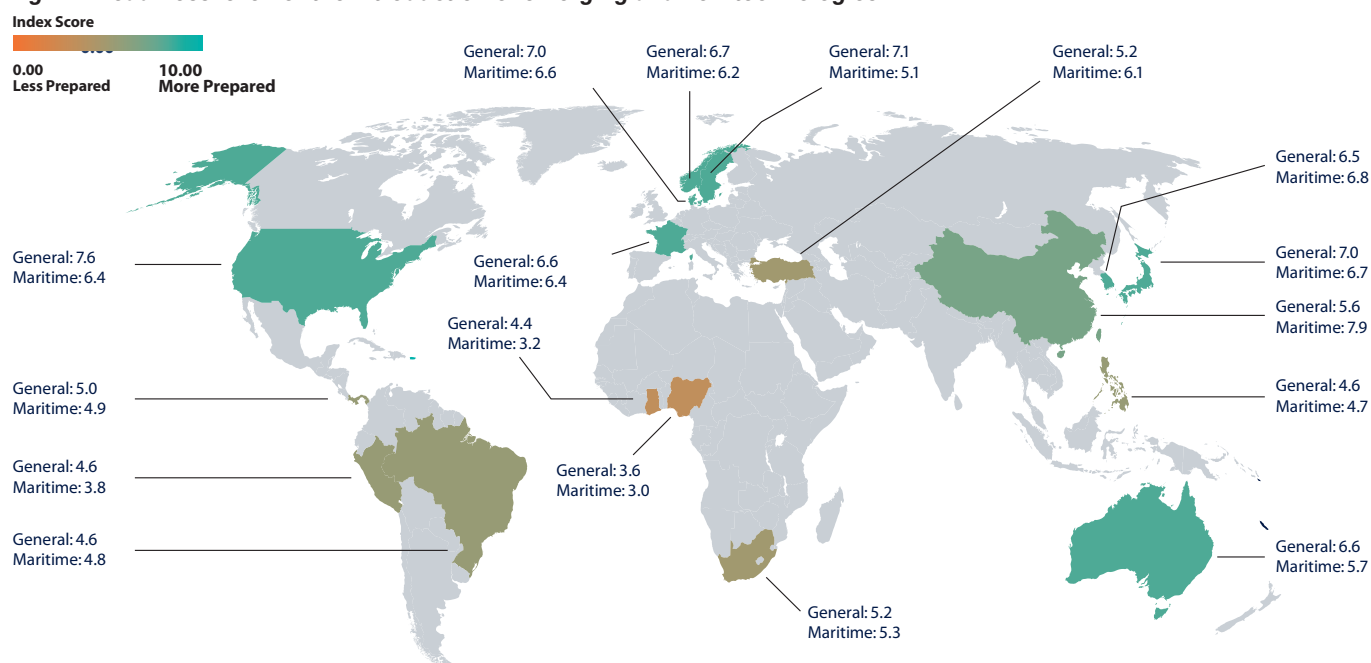 Index Score
0.00
10.00
Less Prepared
More Prepared
General: 7.0
Maritime: 6.6
General: 6.7
Maritime: 6.2
General: 7.1
Maritime: 5.1
General: 5.2
Maritime: 6.1
General: 6.5
Maritime: 6.8
General: 7.6
Maritime: 6.4
General: 6.6
Maritime: 6.4
General: 7.0
Maritime: 6.7
General: 5.6
Maritime: 7.9
General: 4.4
Maritime: 3.2
General: 5.0
Maritime: 4.9
General: 4.6
Maritime: 4.7
General: 4.6
Maritime: 3.8
General: 3.6
Maritime: 3.0
General: 4.6
Maritime: 4.8
General: 6.6
Maritime: 5.7
General: 5.2
Maritime: 5.3